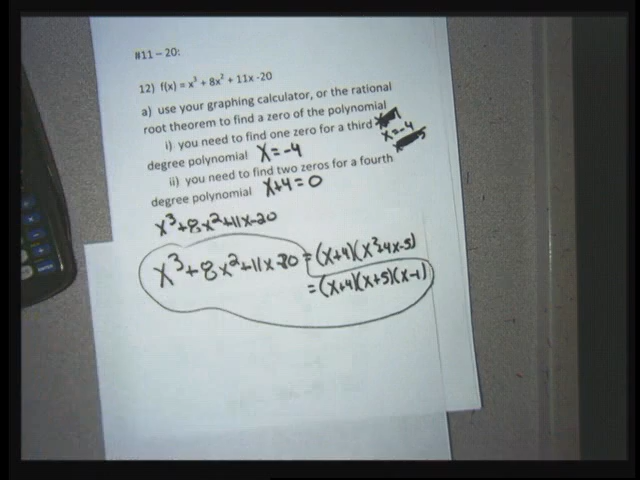 #11 – 20:
12) f(x) = x³ + 8x² + 11x -20
a) use your graphing calculator, or the rational
root theorem to find a zero of the polynomial
i) you need to find one zero for a third
x=-4
degree polynomial x=-4
ii) you need to find two zeros for a fourth
degree polynomial x+4=0
x³+8x²+11x-20
x³+8x²+11x-20 =(x+4)(x²+4x-5)
=(x+4)(x+5)(x-1)